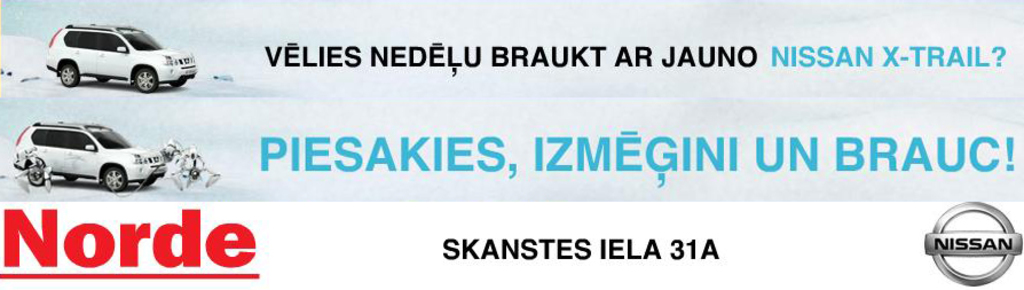 VĒLIES NEDĒĻU BRAUKT AR JAUNO NISSAN X-TRAIL?
PIESAKIES, IZMĒĢINI UN BRAUC!
Norde
SKANSTES IELA 31A
NISSAN